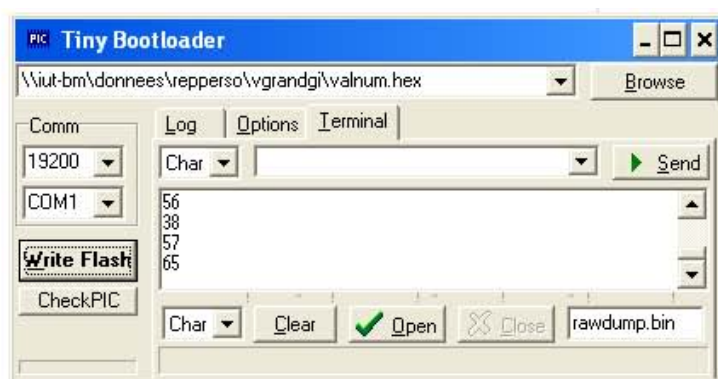 PIC Tiny Bootloader
\\iut-bm\donnees\repperso\vgrandgi\valnum.hex Browse
Comm Log Options Terminal
19200 Char Send
COM1 56
38
57
Write Flash 65
CheckPIC
Char Clear Open Close rawdump.bin